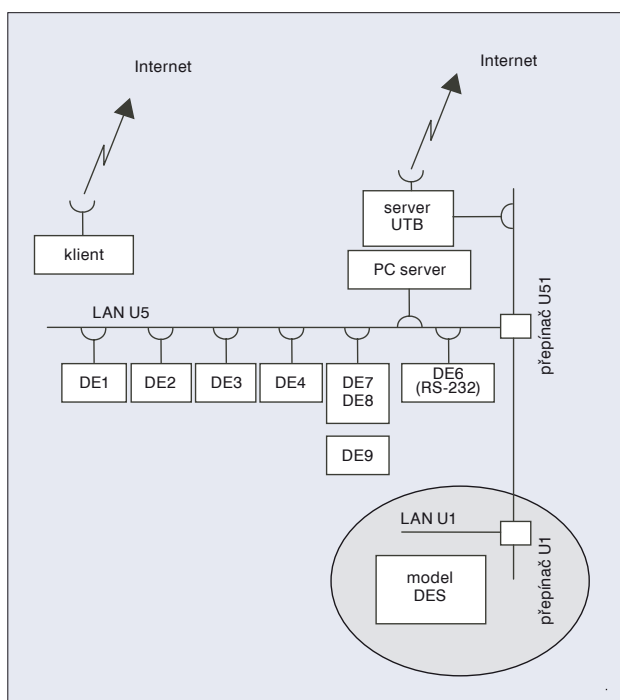 Internet
Internet
server
UTB
klient
PC server
LAN U5
přepínač U51
DE1
DE2
DE3
DE4
DE7
DE8
DE6
(RS-232)
DE9
LAN U1
přepínač U1
model
DES